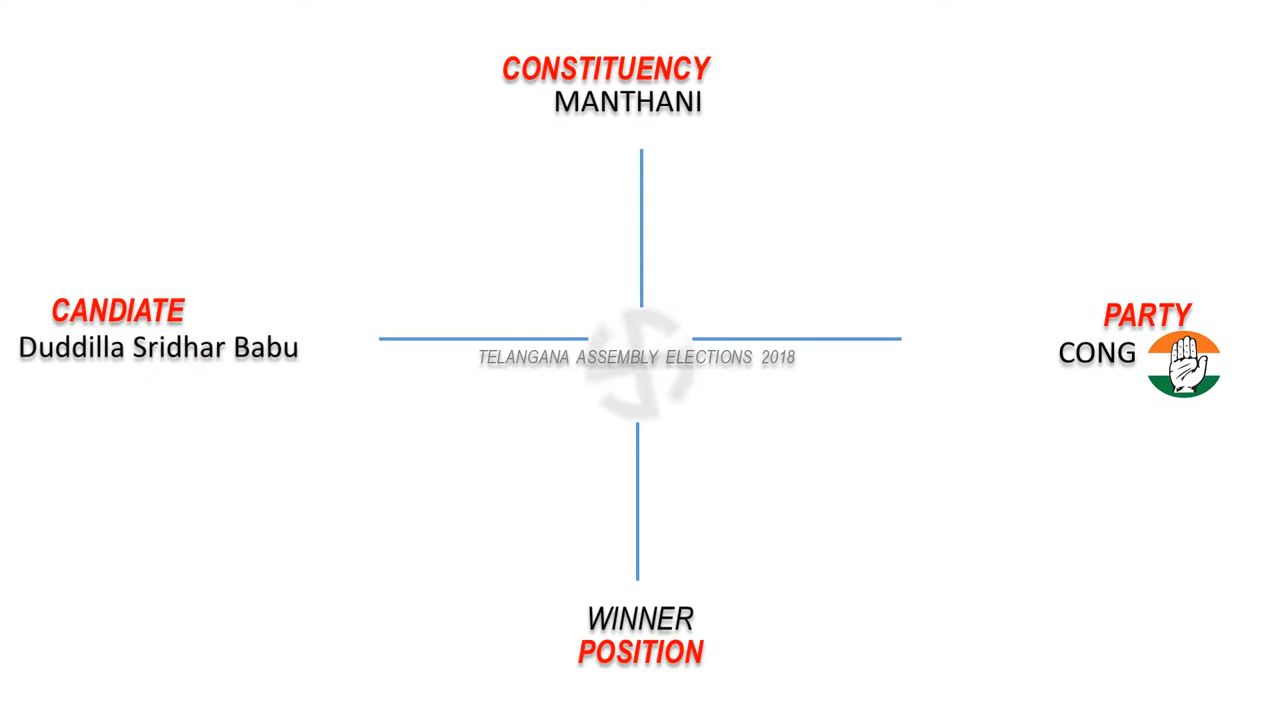 CONSTITUENCY
MANTHANI
CANDIATE
Duddilla Sridhar Babu
TELANGANA ASSEMBLY ELECTIONS 2018
PARTY
CONG
WINNER
POSITION